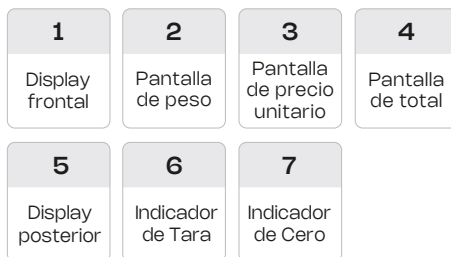 1
Display
frontal
2
Pantalla
de peso
3
Pantalla
de precio
unitario
4
Pantalla
de total
5
Display
posterior
6
Indicador
de Tara
7
Indicador
de Cero